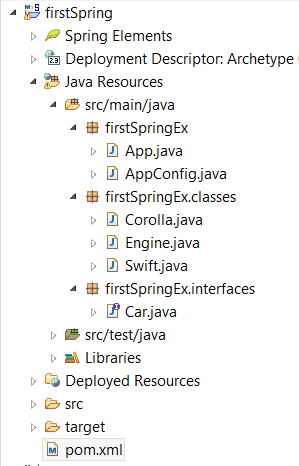 firstSpring
Spring Elements
Deployment Descriptor: Archetype
Java Resources
src/main/java
firstSpringEx
App.java
AppConfig.java
firstSpringEx.classes
Corolla.java
Engine.java
Swift.java
firstSpringEx.interfaces
Car.java
src/test/java
Libraries
Deployed Resources
src
target
pom.xml